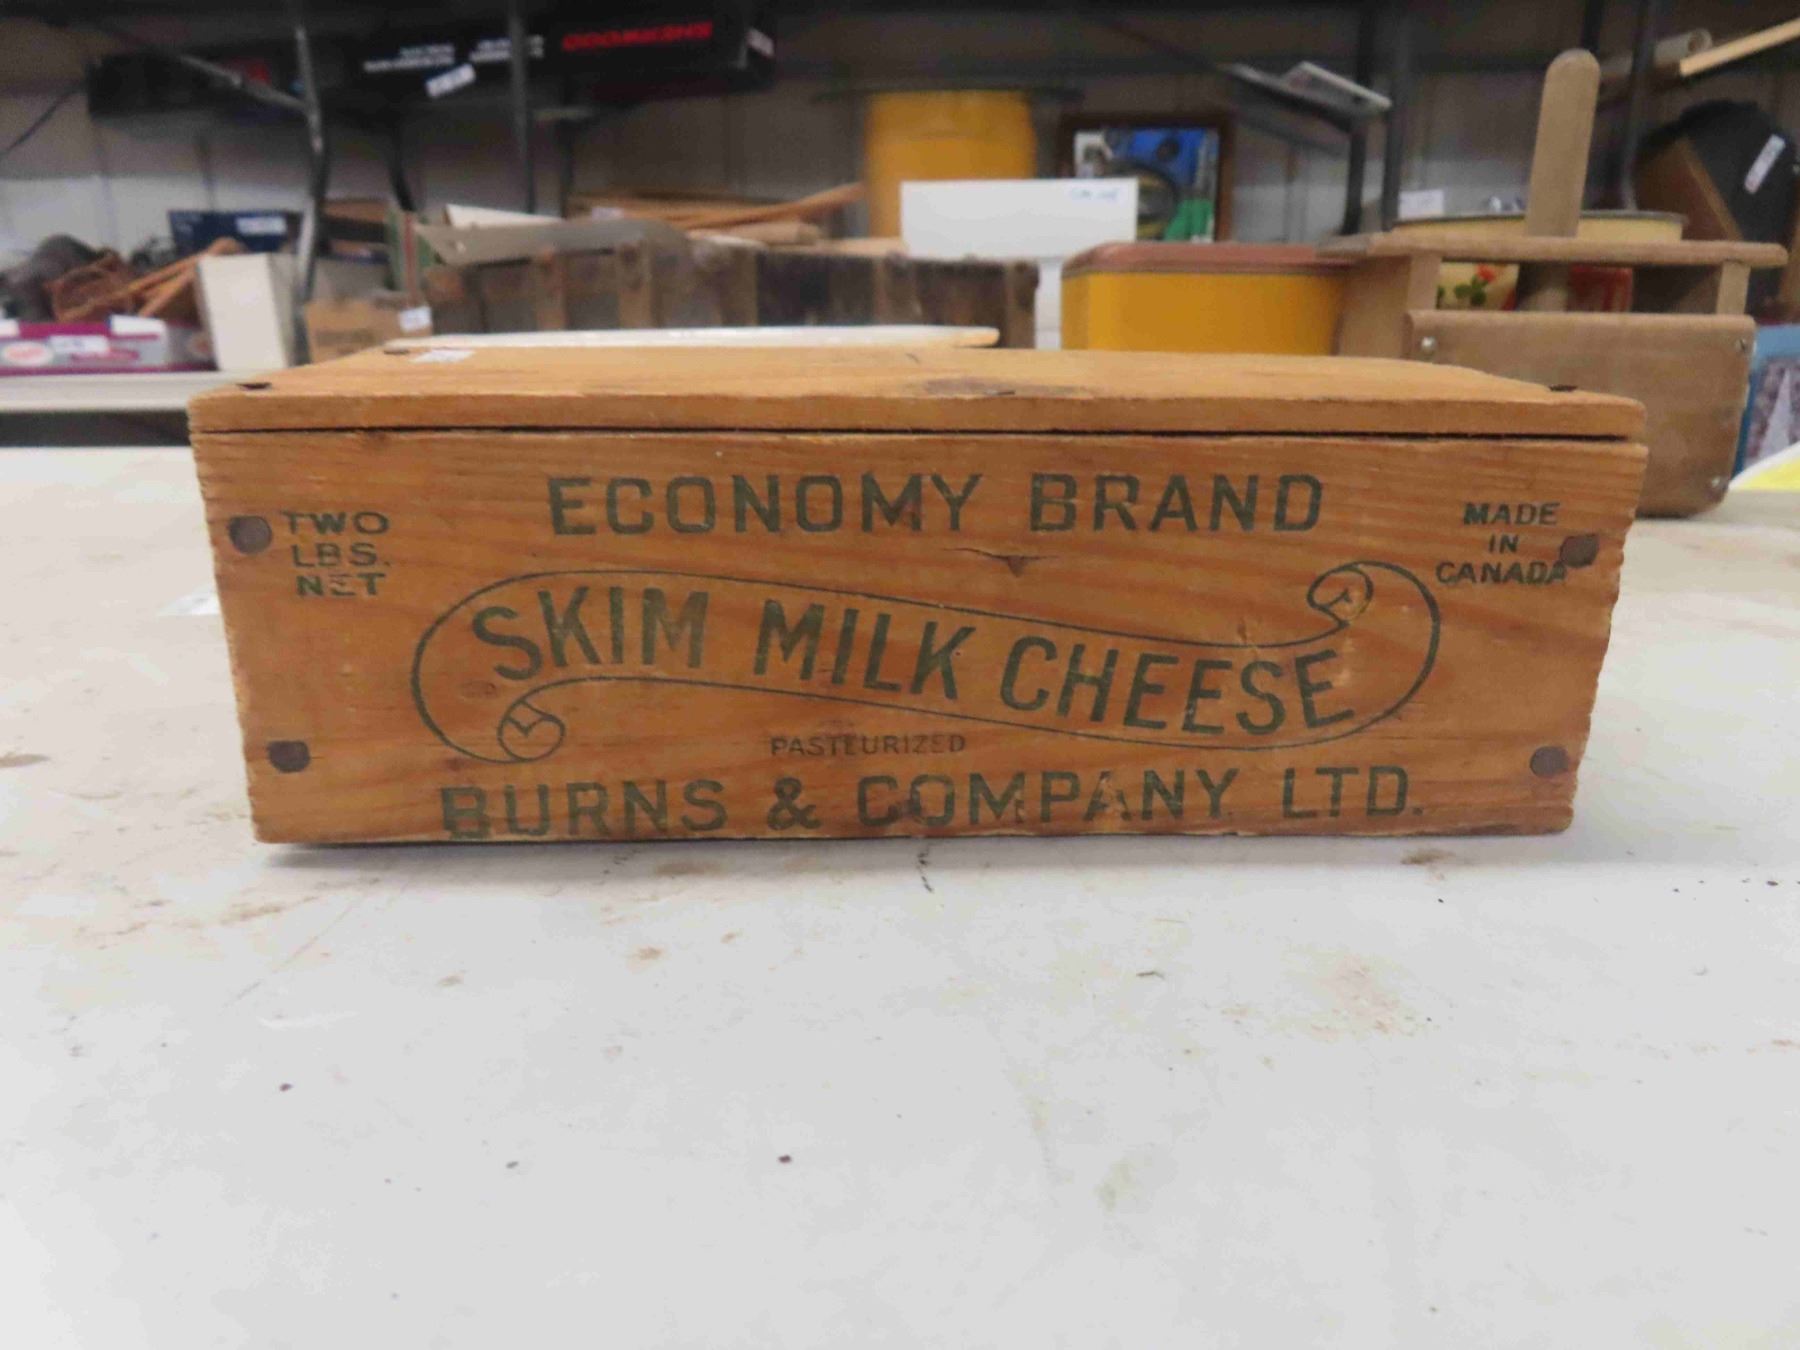 ECONOMY BRAND
TWO
LBS.
NET
MADE
IN
CANADA
SKIM MILK CHEESE
PASTEURIZED
BURNS & COMPANY LTD.